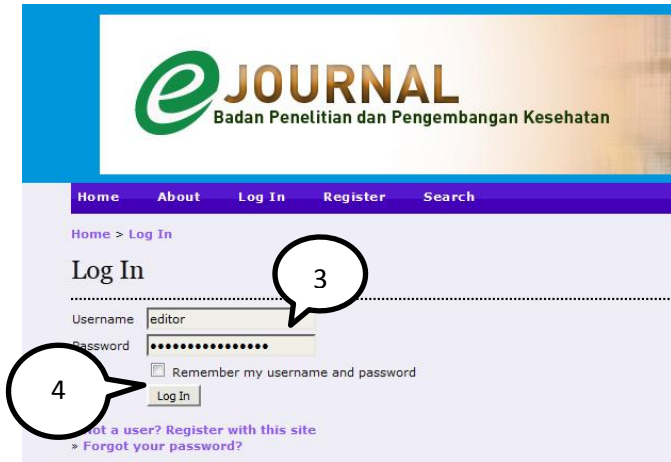 e JOURNAL
Badan Penelitian dan Pengembangan Kesehatan
Home About Log In Register Search
Home > Log In
Log In
3
Username editor
Password ••••••••••••••••
Remember my username and password
4
Log In
a user? Register with this site
» Forgot your password?